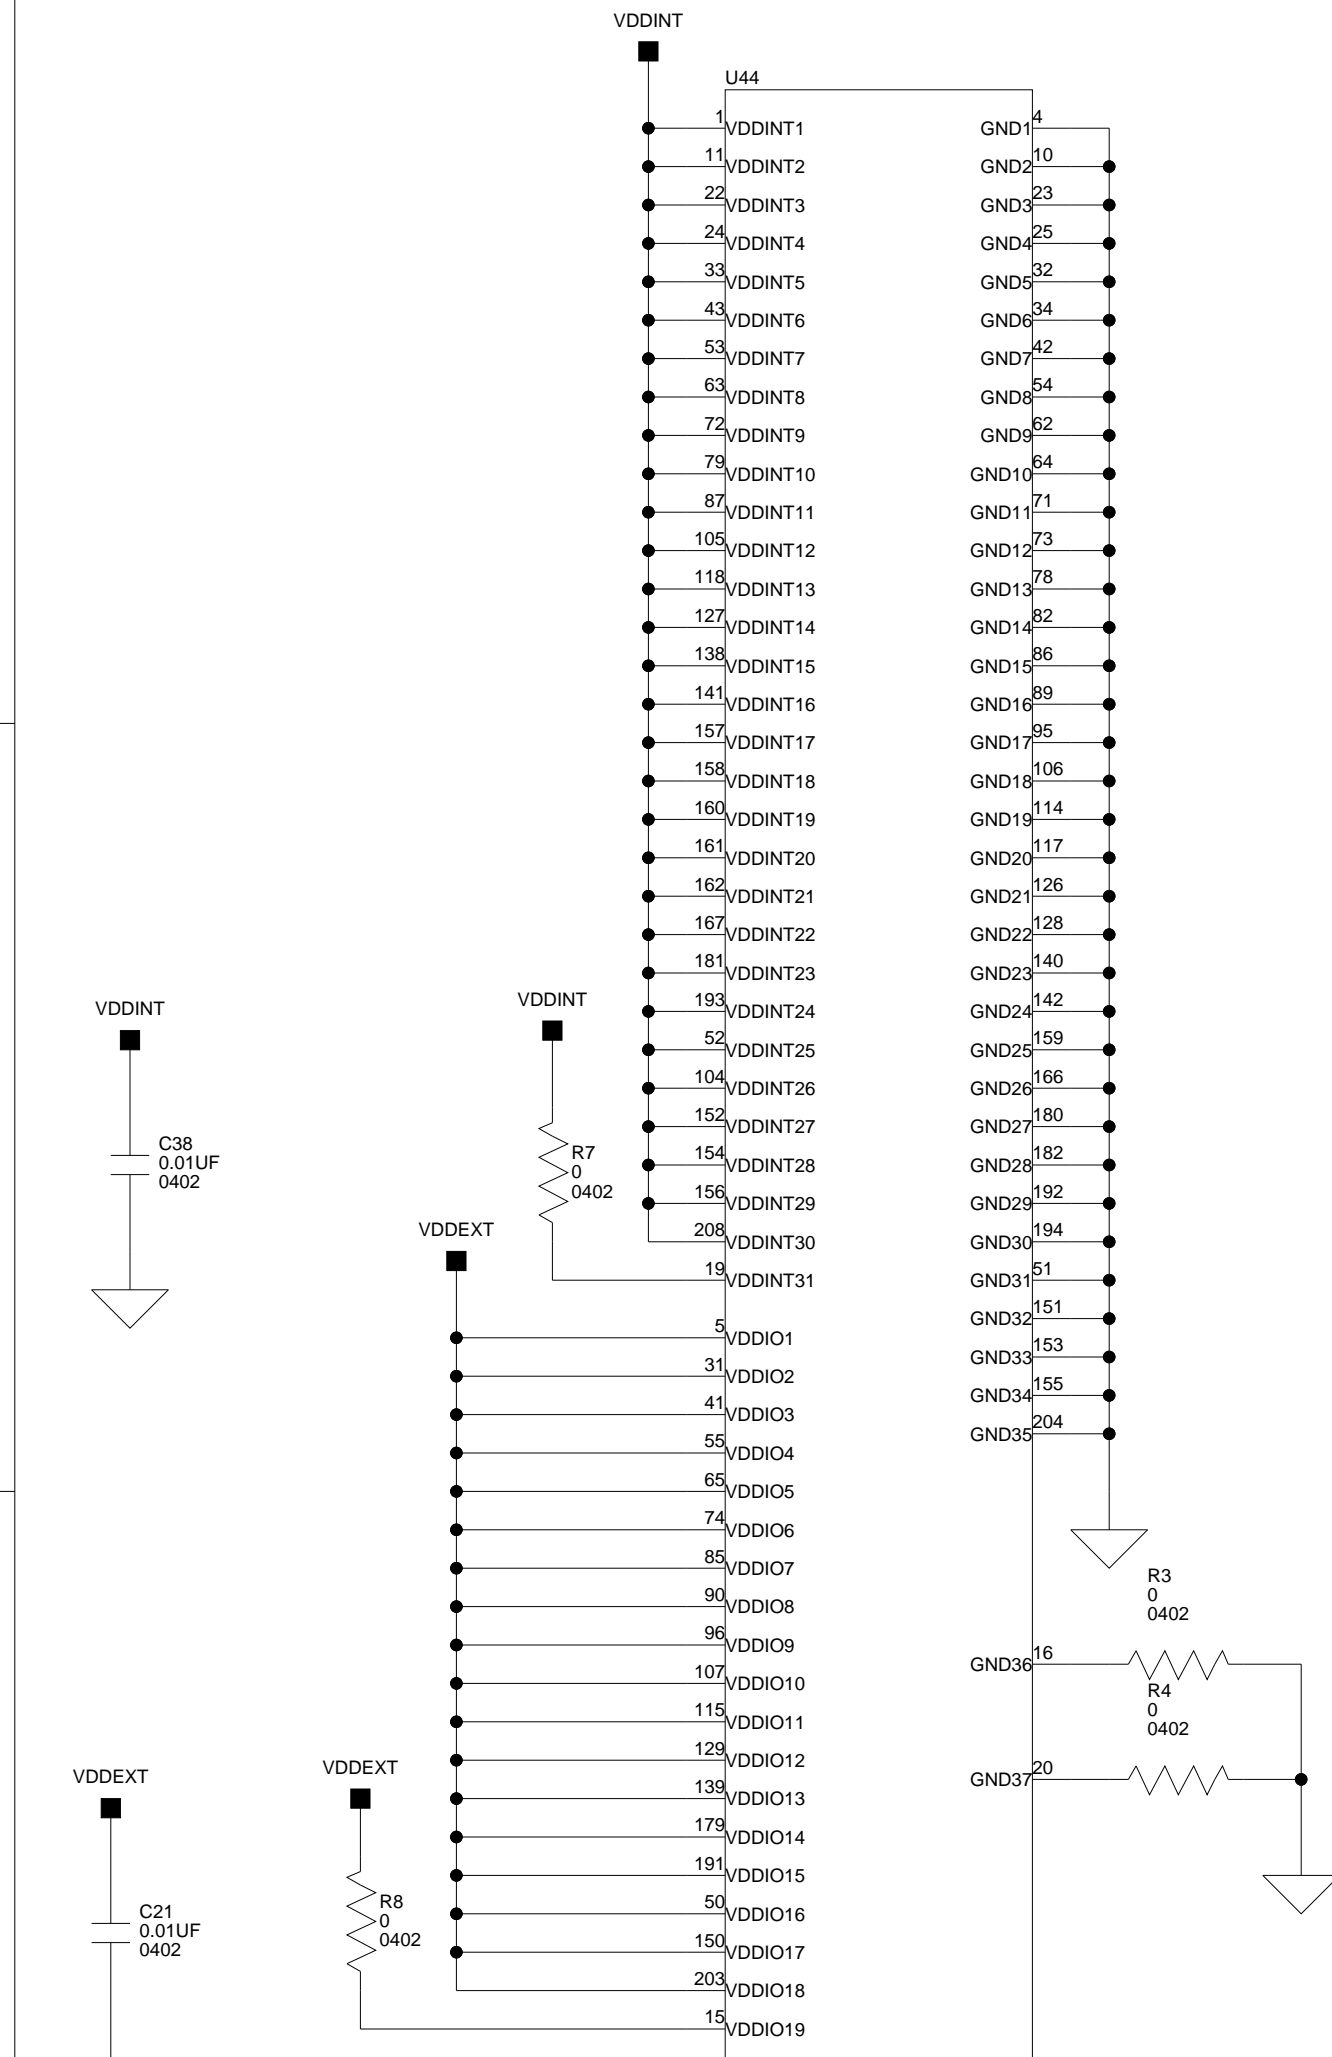 VDDINT
U44
1 VDDINT1 GND1 4
11 VDDINT2 GND2 10
22 VDDINT3 GND3 23
24 VDDINT4 GND4 25
33 VDDINT5 GND5 32
43 VDDINT6 GND6 34
53 VDDINT7 GND7 42
63 VDDINT8 GND8 54
72 VDDINT9 GND9 62
79 VDDINT10 GND10 64
87 VDDINT11 GND11 71
105 VDDINT12 GND12 73
118 VDDINT13 GND13 78
127 VDDINT14 GND14 82
138 VDDINT15 GND15 86
141 VDDINT16 GND16 89
157 VDDINT17 GND17 95
158 VDDINT18 GND18 106
160 VDDINT19 GND19 114
161 VDDINT20 GND20 117
162 VDDINT21 GND21 126
167 VDDINT22 GND22 128
181 VDDINT23 GND23 140
193 VDDINT24 GND24 142
52 VDDINT25 GND25 159
104 VDDINT26 GND26 166
152 VDDINT27 GND27 180
154 VDDINT28 GND28 182
156 VDDINT29 GND29 192
208 VDDINT30 GND30 194
19 VDDINT31 GND31 51
GND32 151
GND33 153
GND34 155
GND35 204
VDDINT
C38
0.01UF
0402
VDDINT
R7
0
0402
VDDEXT
5 VDDIO1
31 VDDIO2
41 VDDIO3
55 VDDIO4
65 VDDIO5
74 VDDIO6
85 VDDIO7
90 VDDIO8
96 VDDIO9
107 VDDIO10
115 VDDIO11
129 VDDIO12
139 VDDIO13
179 VDDIO14
191 VDDIO15
50 VDDIO16
150 VDDIO17
203 VDDIO18
15 VDDIO19
R3
0
0402
GND36 16
R4
0
0402
GND37 20
VDDEXT
C21
0.01UF
0402
VDDEXT
R8
0
0402